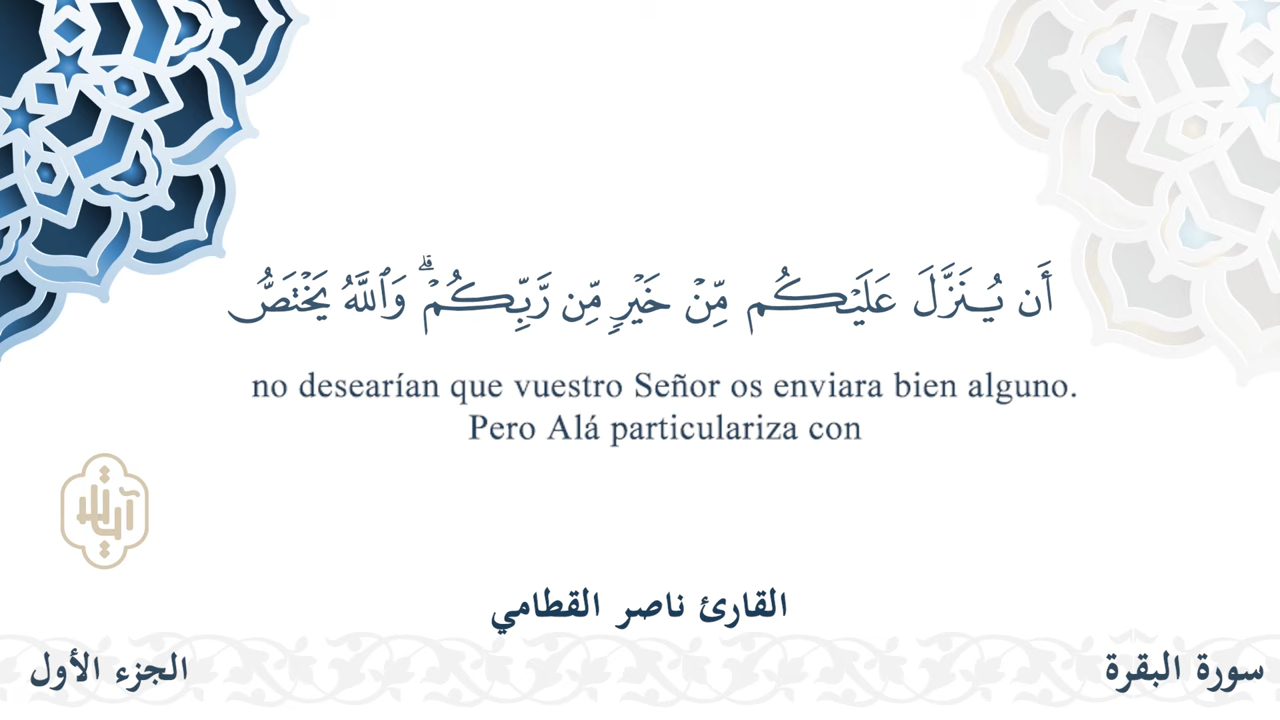 أَن يُنَزَّلَ عَلَيۡكُم مِّنۡ خَيۡرٖ مِّن رَّبِّكُمۡۚ وَٱللَّهُ يَخۡتَصُّ
no desearían que vuestro Señor os enviara bien alguno.
Pero Alá particulariza con
القارئ ناصر القطامي
سورة البقرة
الجزء الأول